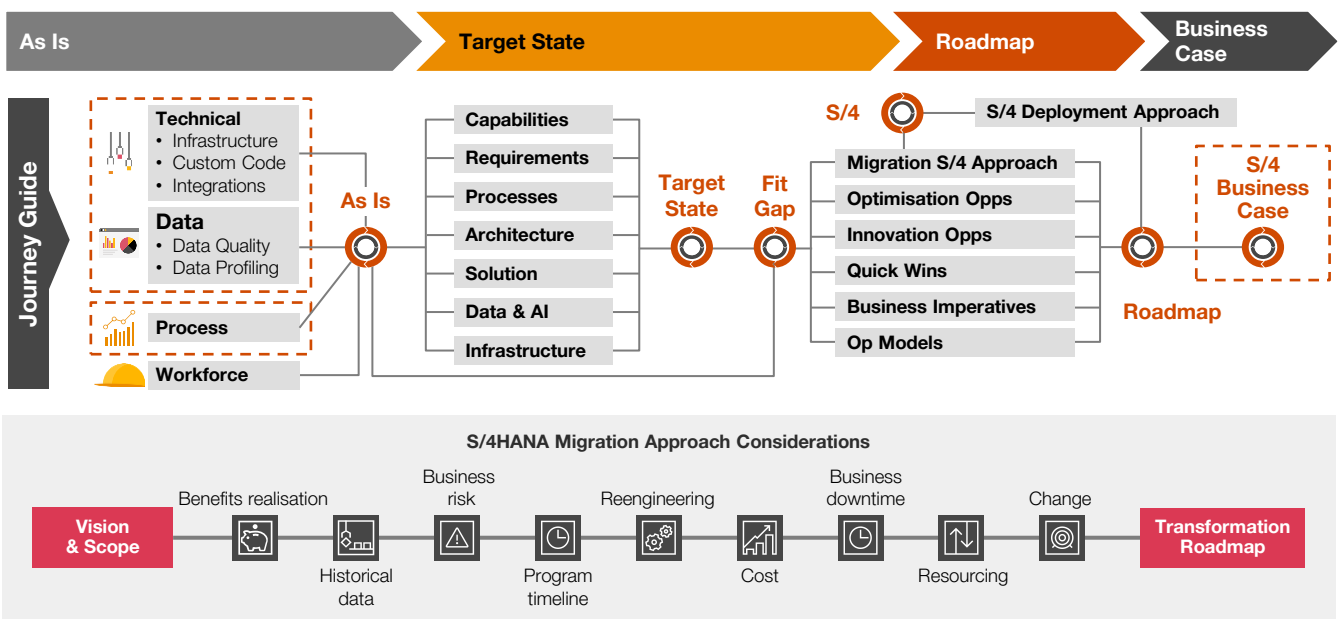 As Is
Target State
Roadmap
Business
Case
Journey Guide
Technical
• Infrastructure
• Custom Code
• Integrations
Data
• Data Quality
• Data Profiling
Process
Workforce
As Is
Capabilities
Requirements
Processes
Architecture
Solution
Data & AI
Infrastructure
Target
State
Fit
Gap
S/4
S/4 Deployment Approach
Migration S/4 Approach
Optimisation Opps
Innovation Opps
Quick Wins
Business Imperatives
Op Models
Roadmap
S/4
Business
Case
S/4HANA Migration Approach Considerations
Vision
& Scope
Benefits realisation
Historical
data
Business
risk
Program
timeline
Reengineering
Cost
Business
downtime
Resourcing
Change
Transformation
Roadmap